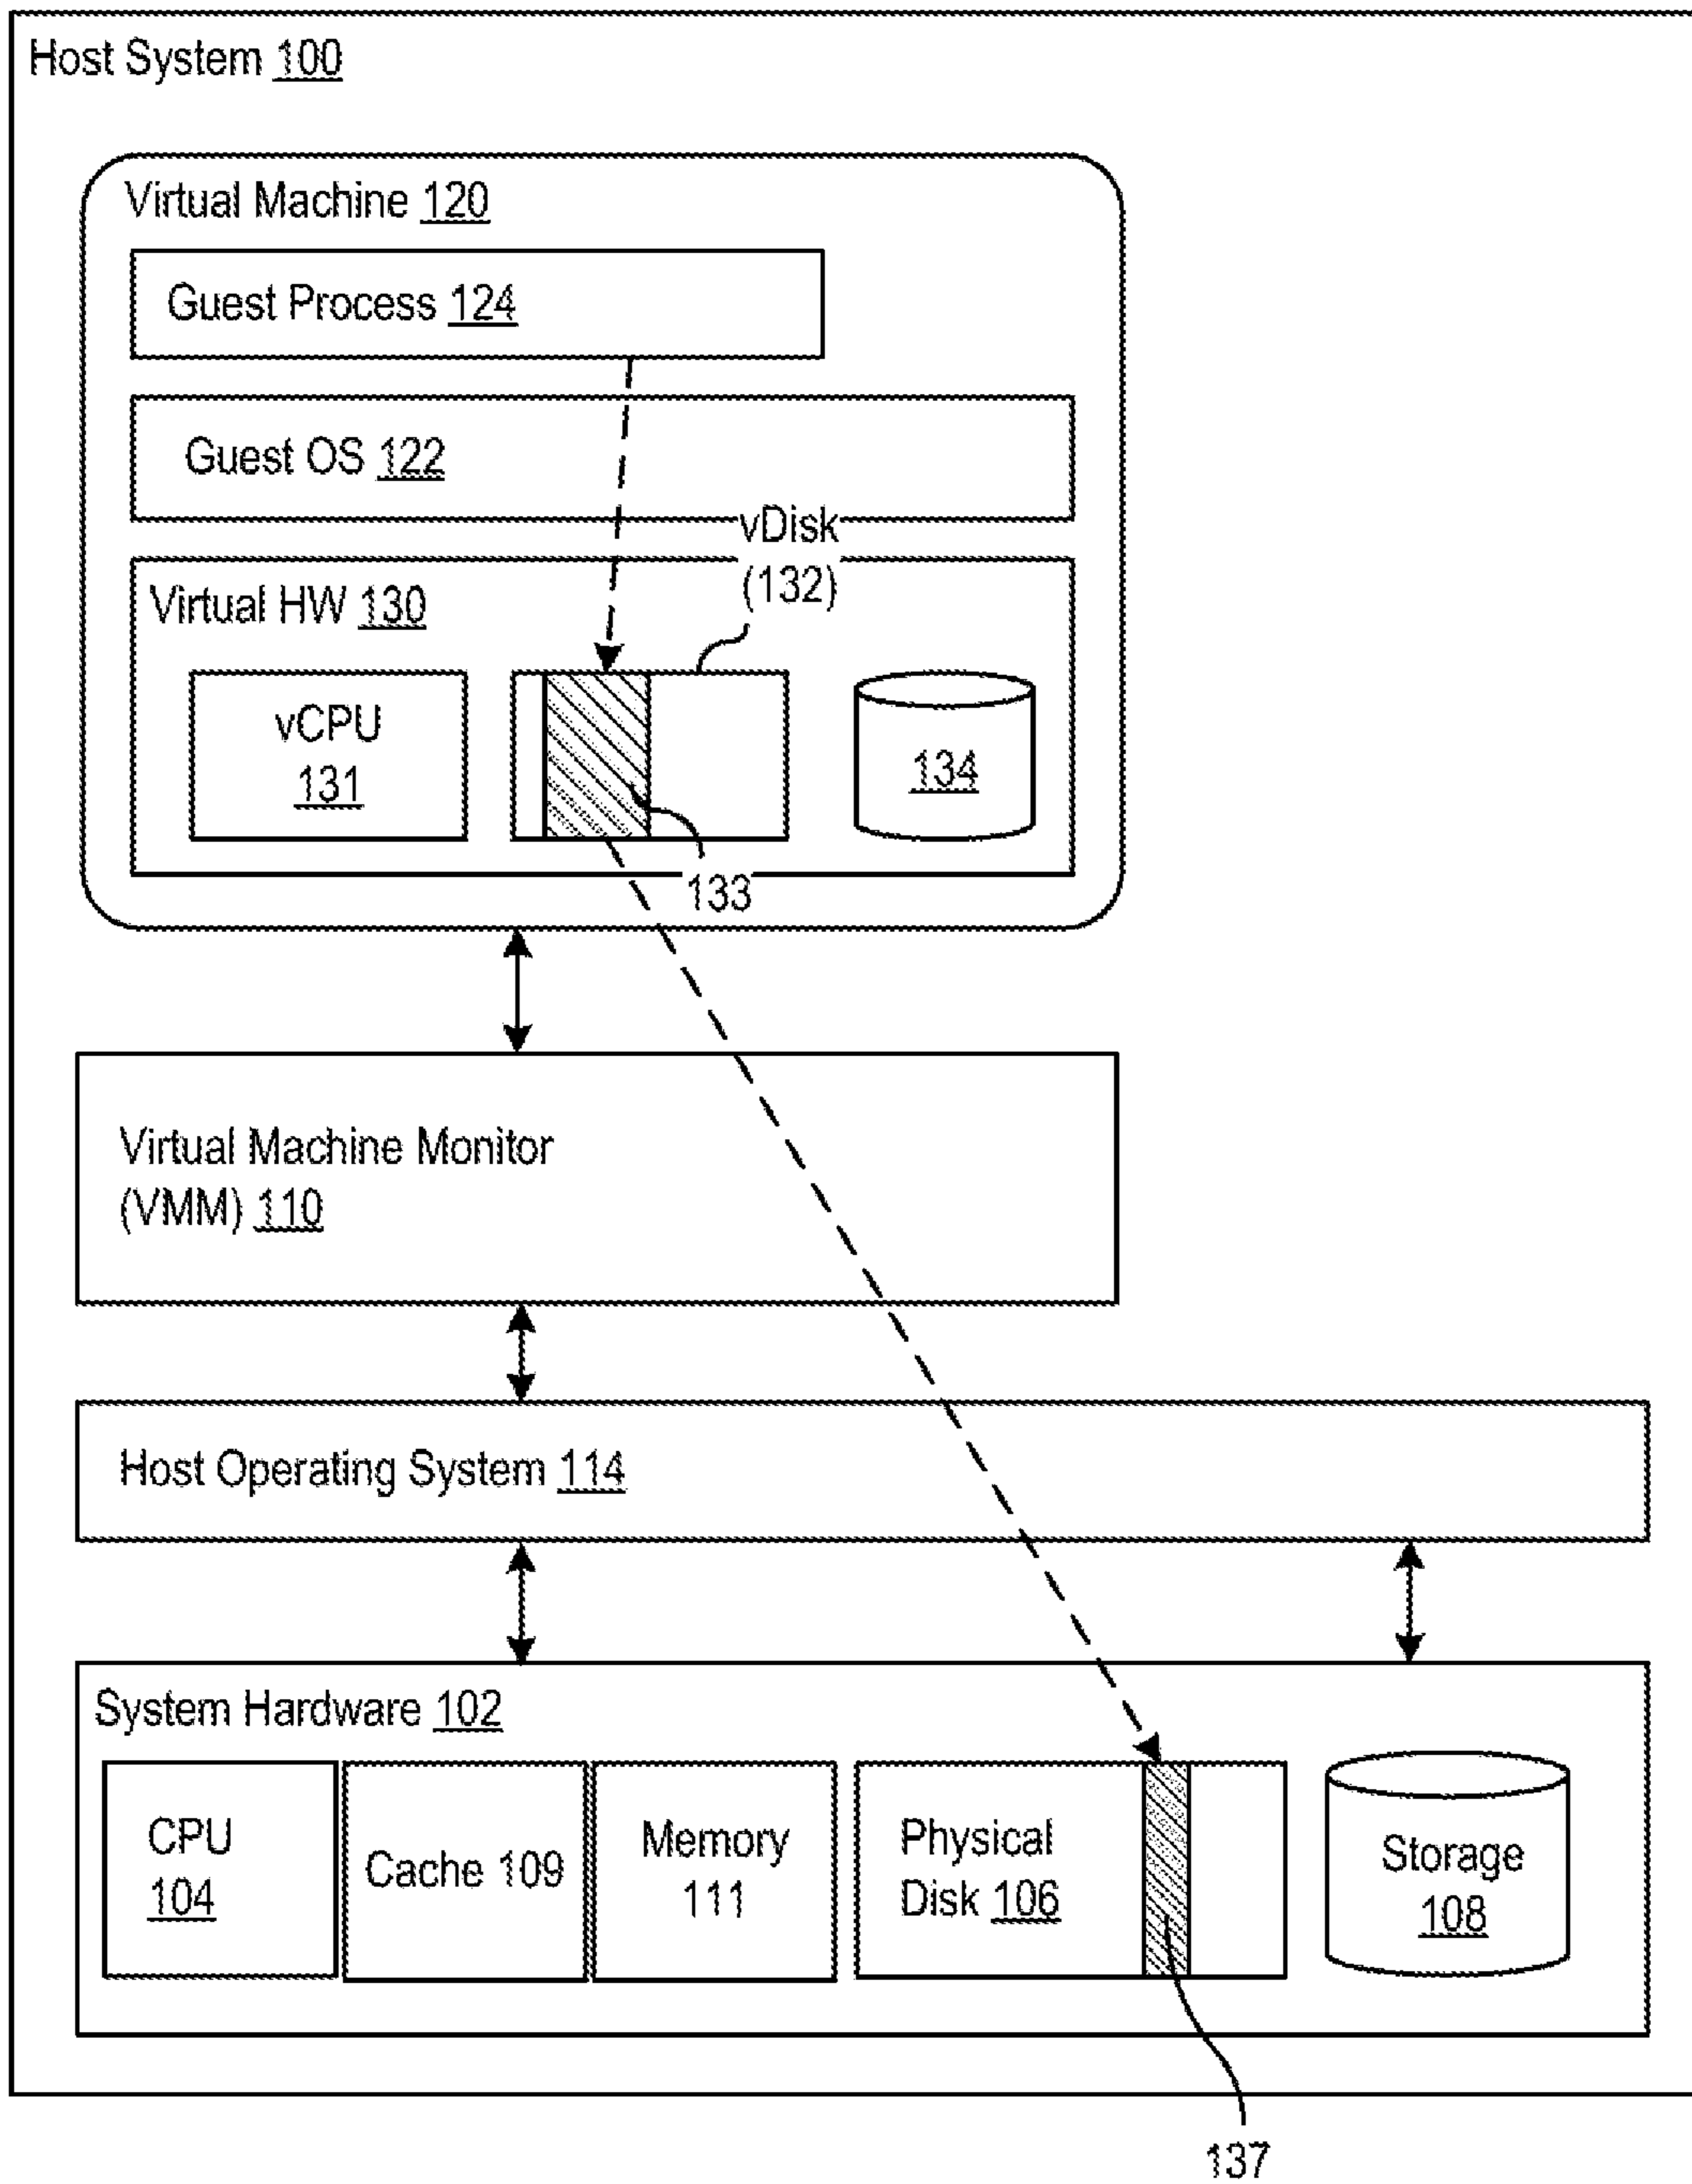 Host System 100
Virtual Machine 120
Guest Process 124
Guest OS 122
vDisk
(132)
Virtual HW 130
vCPU
131
134
133
Virtual Machine Monitor
(VMM) 110
Host Operating System 114
System Hardware 102
CPU
104
Cache 109
Memory
111
Physical
Disk 106
Storage
108
137